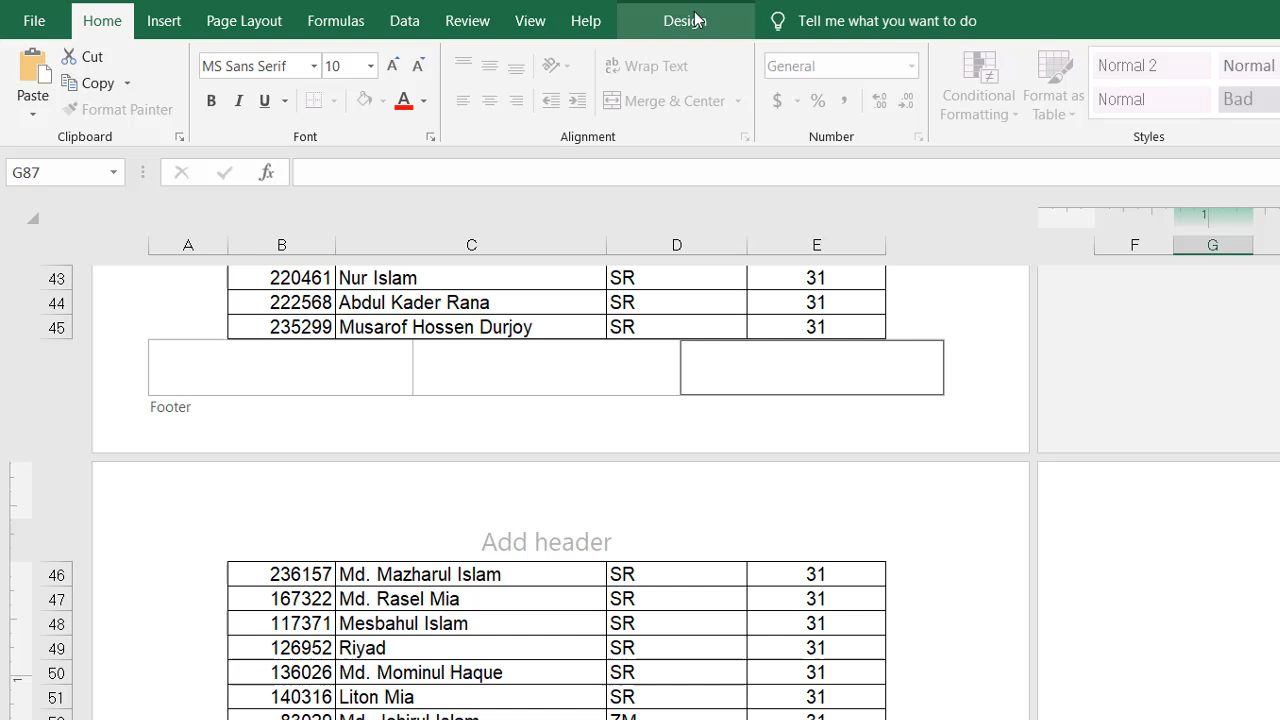 File Home Insert Page Layout Formulas Data Review View Help Design Tell me what you want to do
Paste
Cut
Copy
Format Painter
MS Sans Serif 10 A A
B I U A
ab Wrap Text
Merge & Center
General
$ % ,
Conditional Formatting
Format as Table
Normal 2 Normal
Normal Bad
Clipboard Font Alignment Number Styles
G87 fx
1
A B C D E F G
43 220461 Nur Islam SR 31
44 222568 Abdul Kader Rana SR 31
45 235299 Musarof Hossen Durjoy SR 31
Footer
Add header
46 236157 Md. Mazharul Islam SR 31
47 167322 Md. Rasel Mia SR 31
48 117371 Mesbahul Islam SR 31
49 126952 Riyad SR 31
50 136026 Md. Mominul Haque SR 31
51 140316 Liton Mia SR 31